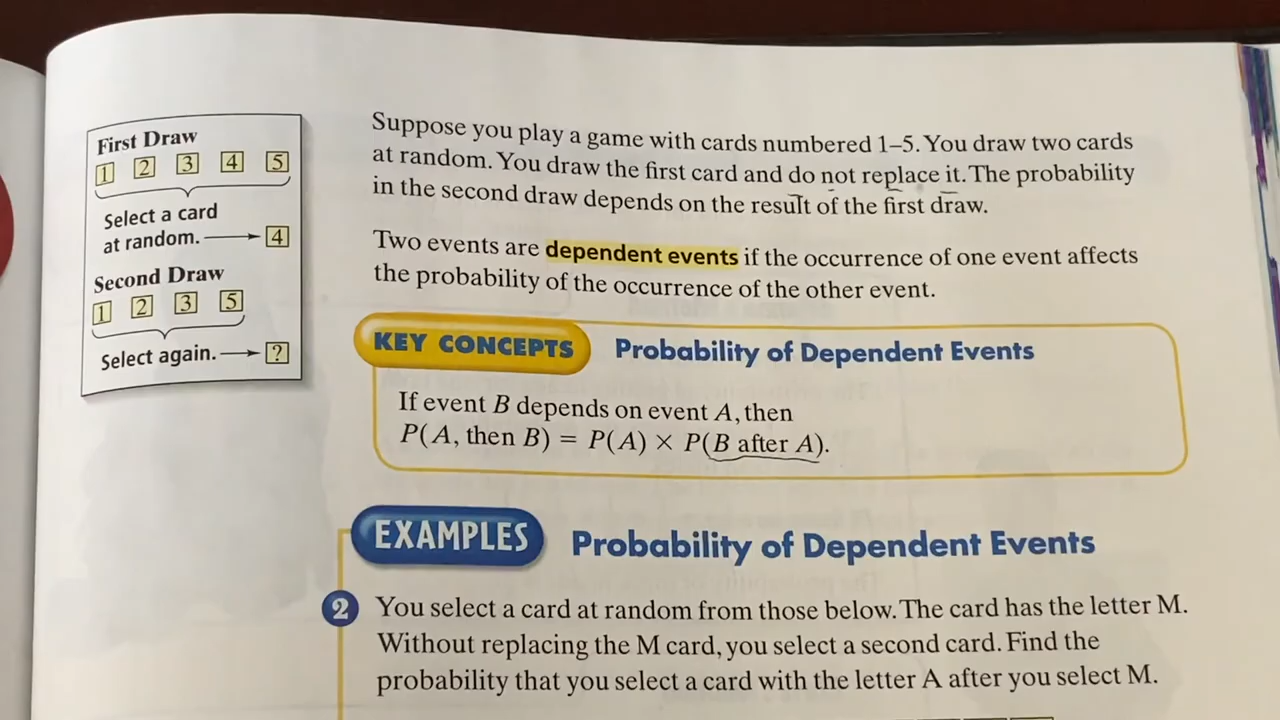 First Draw
1 2 3 4 5
Select a card
at random. 4
Second Draw
1 2 3 5
Select again. ?
Suppose you play a game with cards numbered 1–5. You draw two cards
at random. You draw the first card and do not replace it. The probability
in the second draw depends on the result of the first draw.
Two events are dependent events if the occurrence of one event affects
the probability of the occurrence of the other event.
KEY CONCEPTS Probability of Dependent Events
If event B depends on event A, then
P(A, then B) = P(A) × P(B after A).
EXAMPLES Probability of Dependent Events
2 You select a card at random from those below. The card has the letter M.
Without replacing the M card, you select a second card. Find the
probability that you select a card with the letter A after you select M.